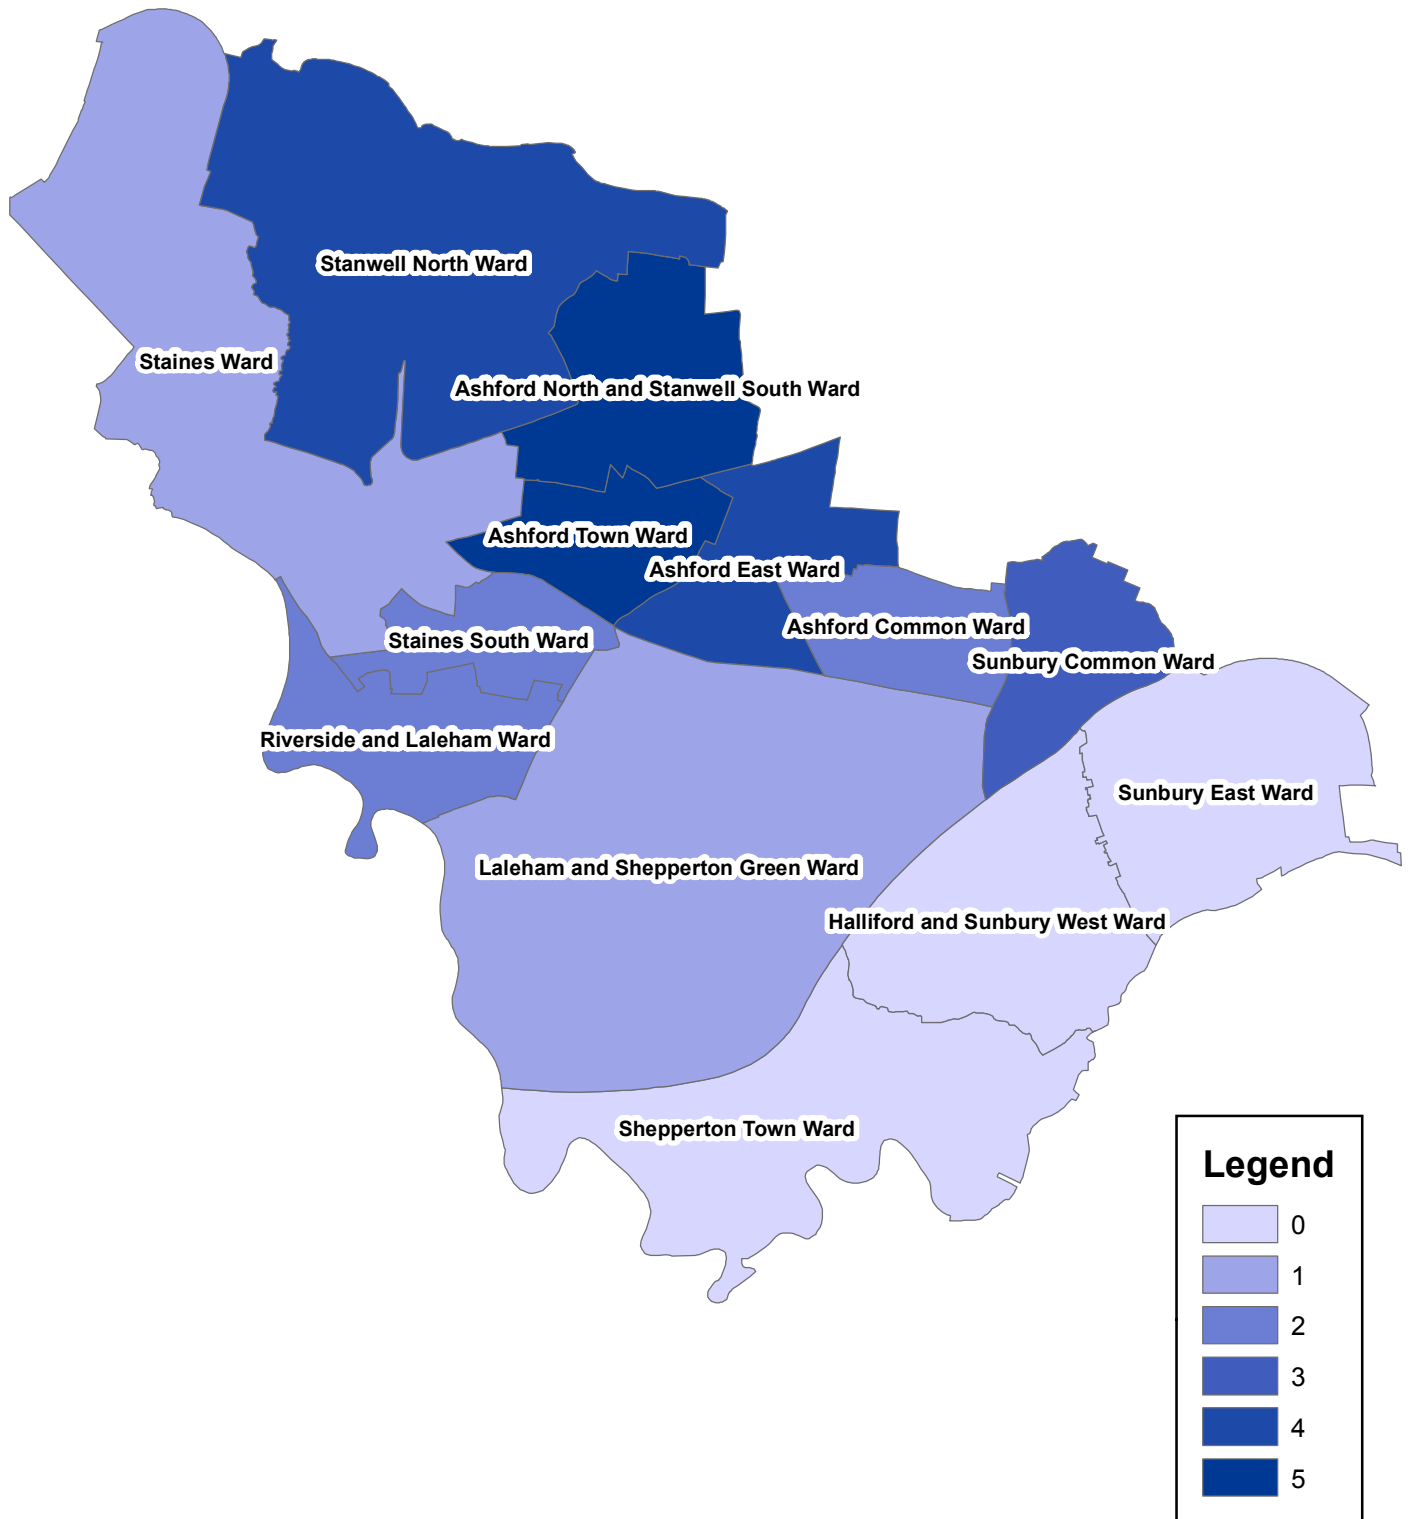 Stanwell North Ward
Staines Ward
Ashford North and Stanwell South Ward
Ashford Town Ward
Ashford East Ward
Ashford Common Ward
Staines South Ward
Sunbury Common Ward
Riverside and Laleham Ward
Sunbury East Ward
Laleham and Shepperton Green Ward
Halliford and Sunbury West Ward
Shepperton Town Ward
Legend
0
1
2
3
4
5